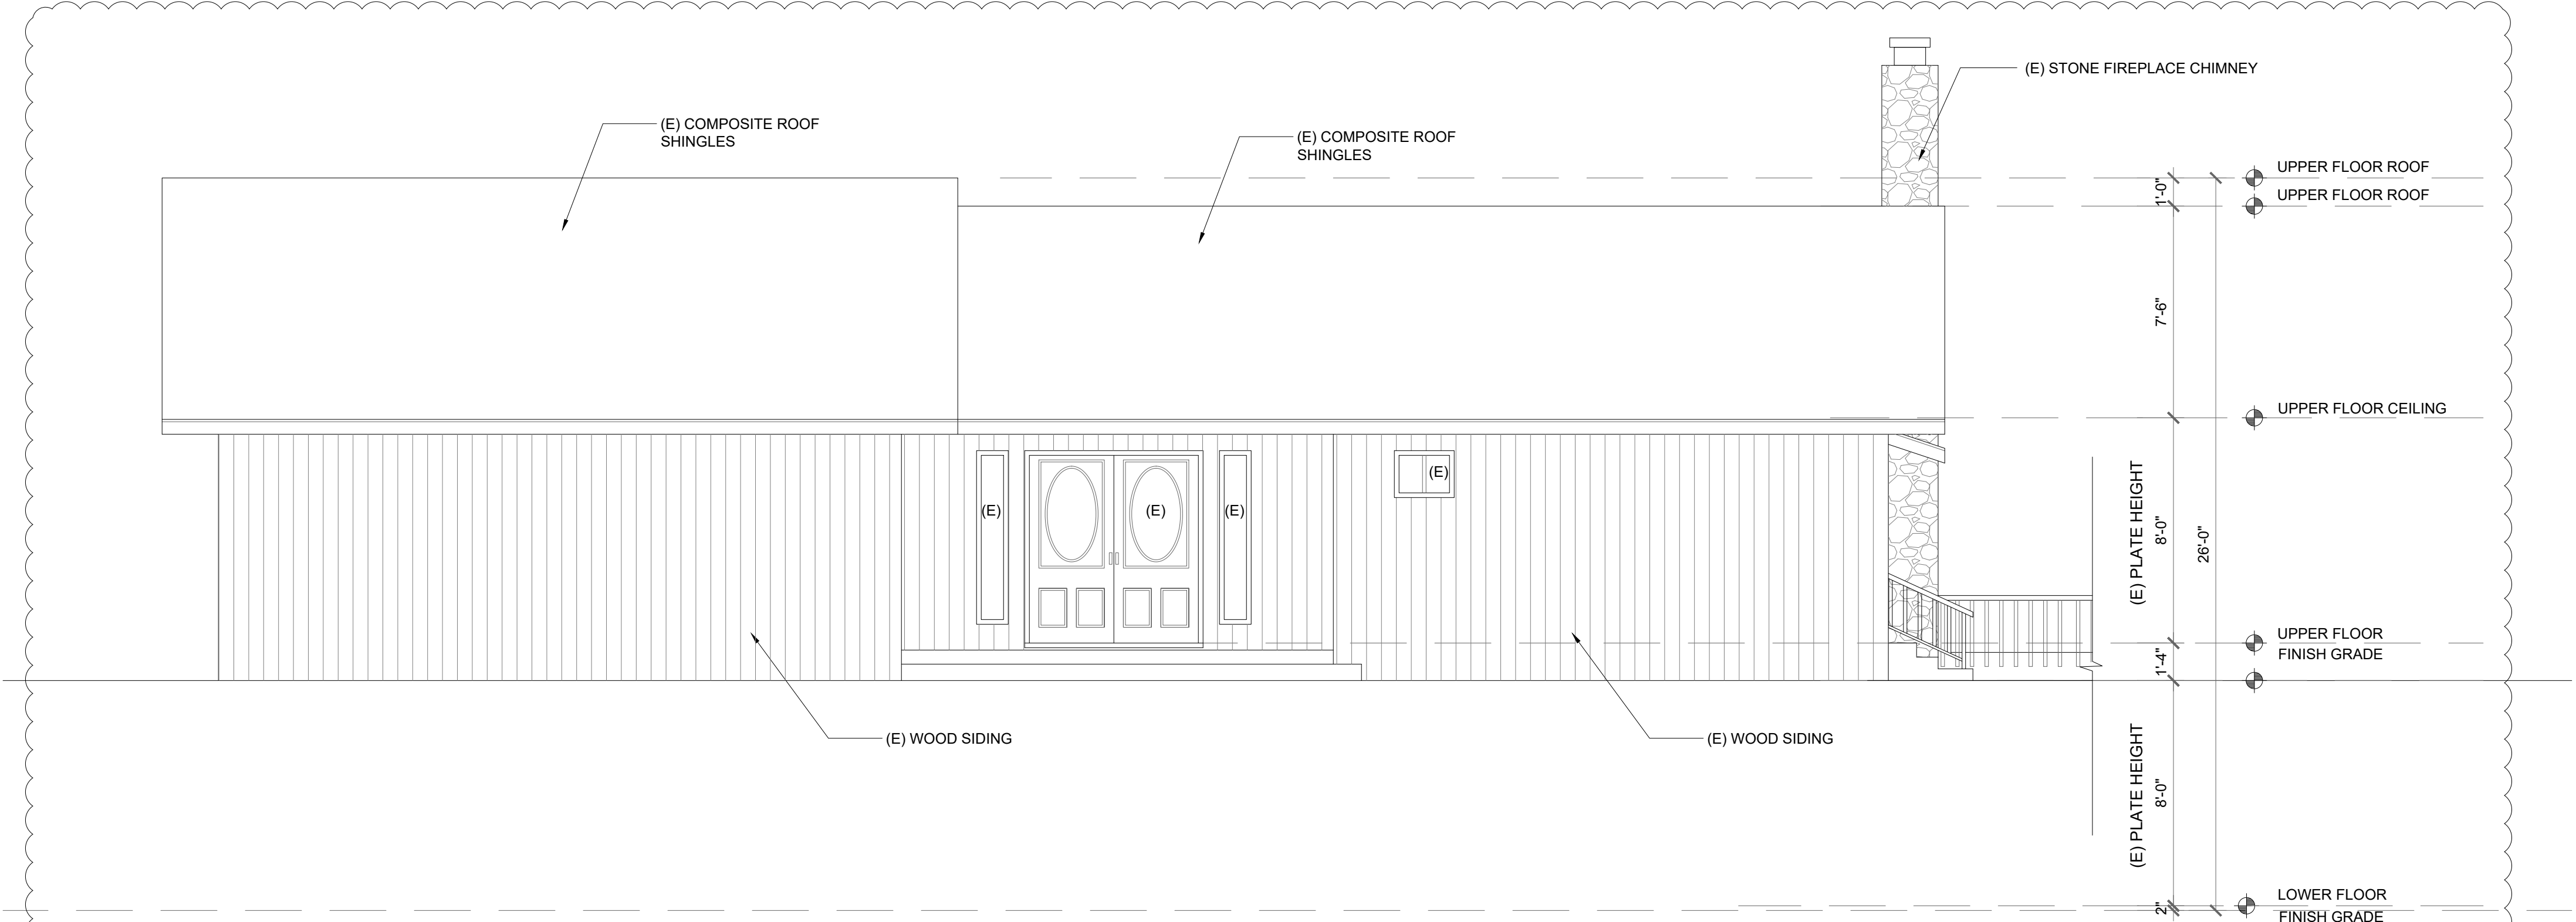 (E) STONE FIREPLACE CHIMNEY
(E) COMPOSITE ROOF
SHINGLES
(E) COMPOSITE ROOF
SHINGLES
UPPER FLOOR ROOF
1'-0"
UPPER FLOOR ROOF
7'-6"
UPPER FLOOR CEILING
(E)
(E)
(E)
(E)
(E) PLATE HEIGHT
8'-0"
26'-0"
UPPER FLOOR
FINISH GRADE
1'-4"
(E) WOOD SIDING
(E) WOOD SIDING
(E) PLATE HEIGHT
8'-0"
LOWER FLOOR
2"
FINISH GRADE